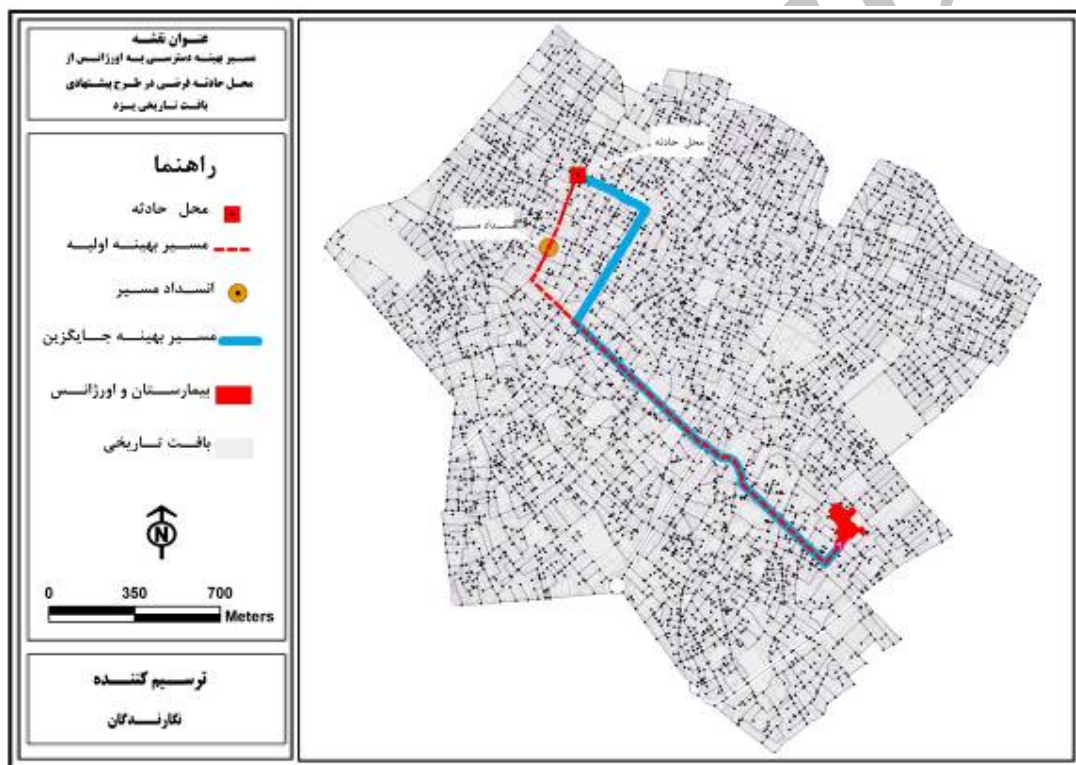 عنوان نقشه
مسیر بهینه دسترسی به اورژانس از
محل حادثه فرضی در طرح پیشنهادی
بافت تاریخی یزد
راهنما
محل حادثه
مسیر بهینه اولیه
انسداد مسیر
مسیر بهینه جایگزین
بیمارستان و اورژانس
بافت تاریخی
N
0 350 700
Meters
ترسیم کننده
نگارندگان
محل حادثه
انسداد مسیر